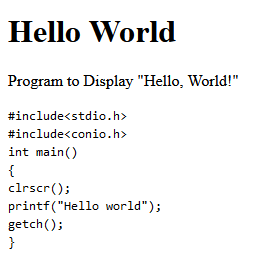 Hello World
Program to Display "Hello, World!"
#include<stdio.h>
#include<conio.h>
int main()
{
clrscr();
printf("Hello world");
getch();
}